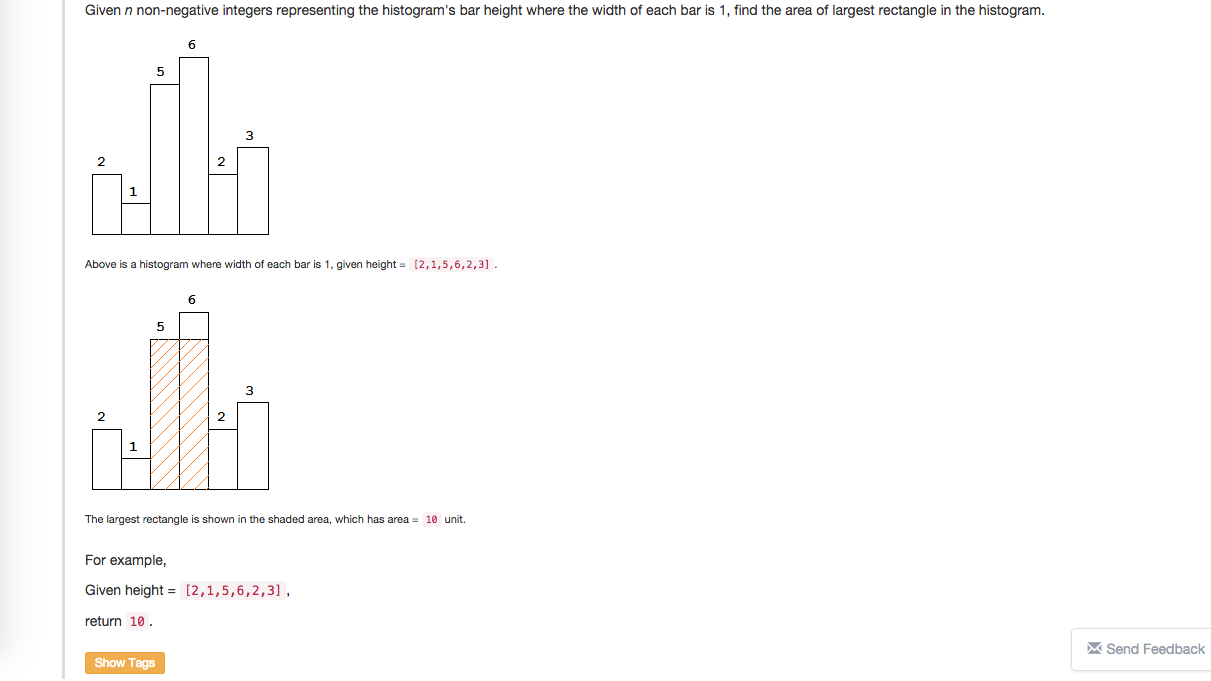 Given n non-negative integers representing the histogram's bar height where the width of each bar is 1, find the area of largest rectangle in the histogram.
6
5
3
2
2
1
Above is a histogram where width of each bar is 1, given height = [2,1,5,6,2,3] .
6
5
3
2
2
1
The largest rectangle is shown in the shaded area, which has area = 10 unit.
For example,
Given height = [2,1,5,6,2,3] ,
return 10 .
Send Feedback
Show Tags